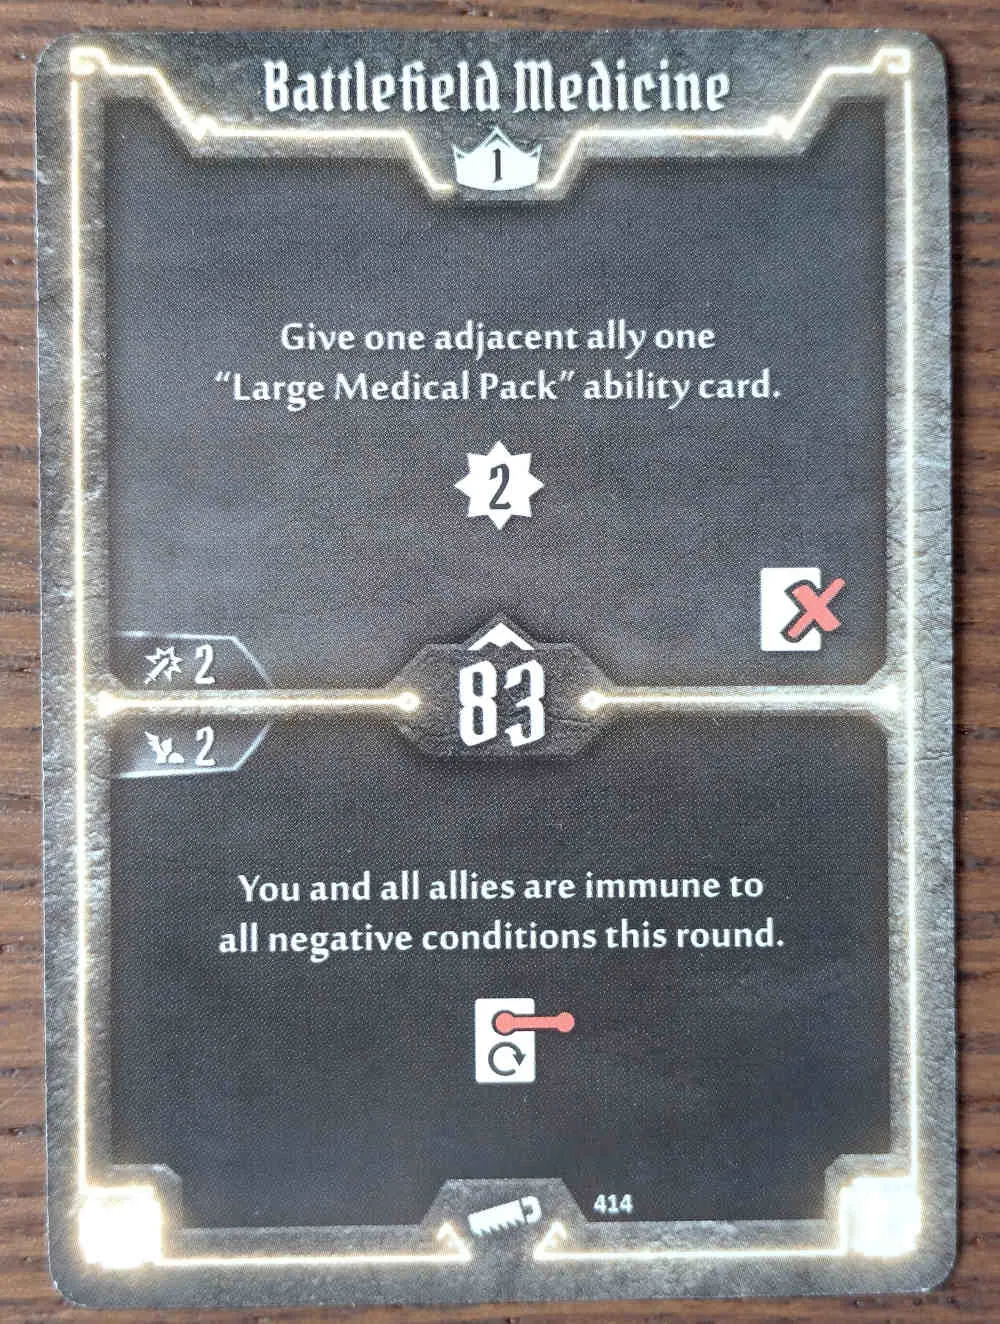 Battlefield Medicine
1
Give one adjacent ally one
“Large Medical Pack” ability card.
2
2
83
2
You and all allies are immune to
all negative conditions this round.
414